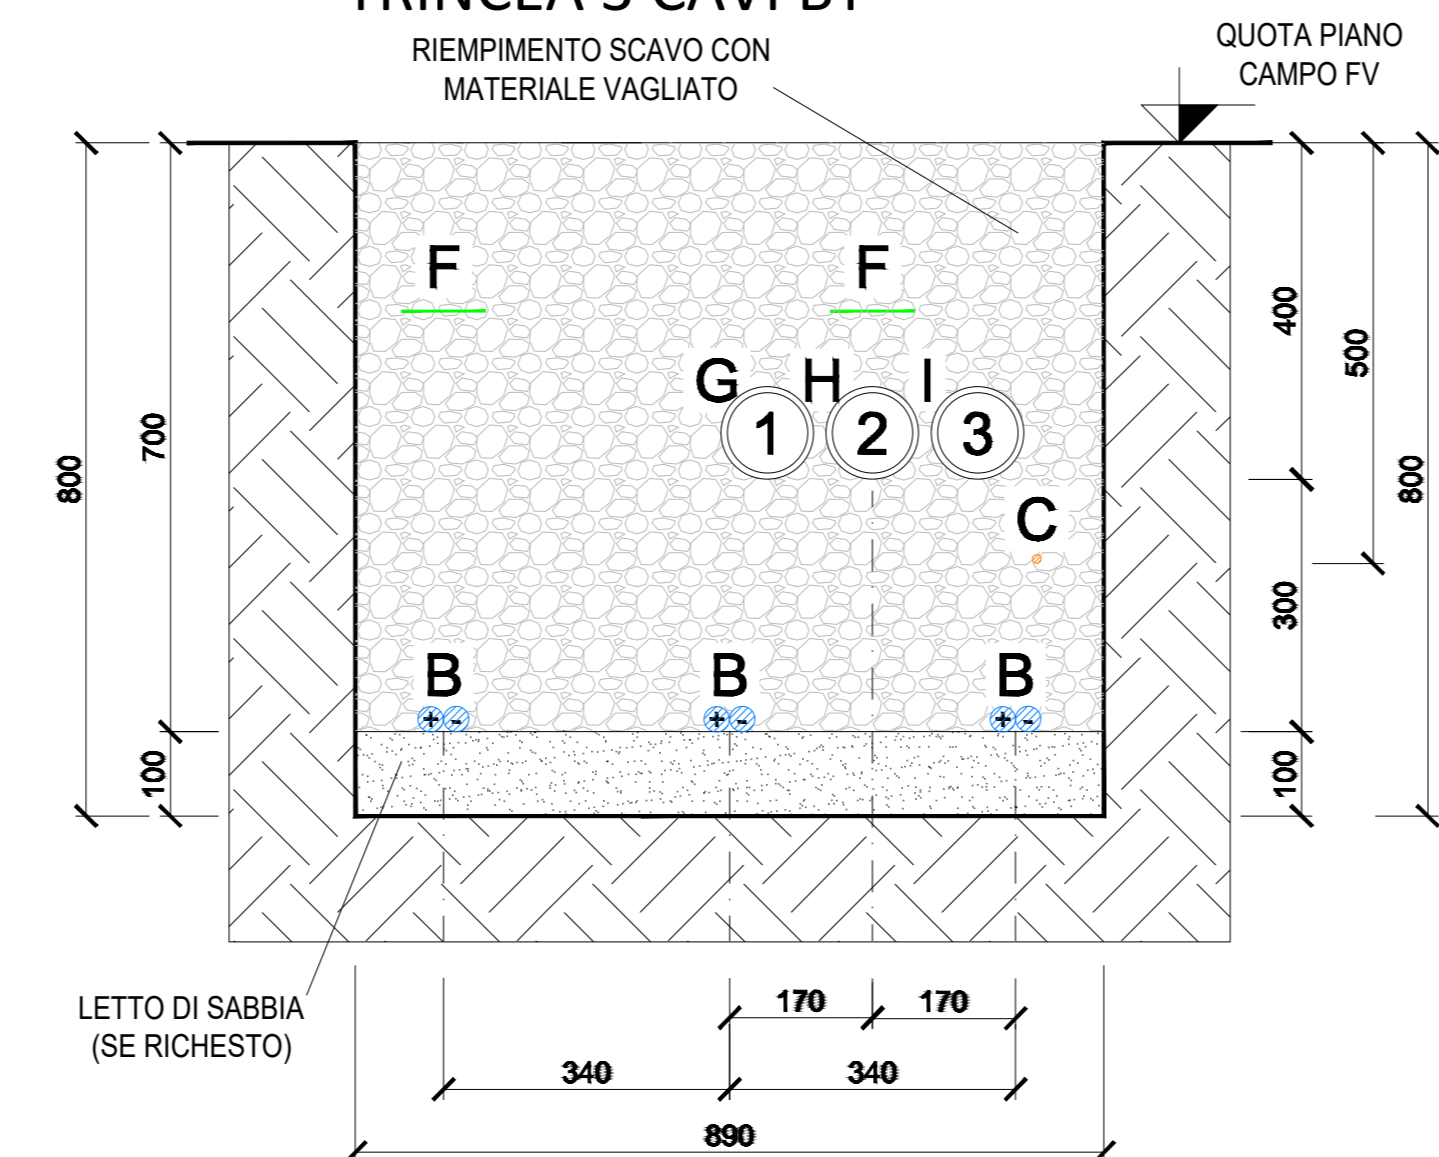 RIEMPIMENTO SCAVO CON
MATERIALE VAGLIATO
QUOTA PIANO
CAMPO FV
F
F
G
H
I
1
2
3
C
B
B
B
+ -
+ -
+ -
800
700
100
400
300
100
500
800
LETTO DI SABBIA
(SE RICHESTO)
170
170
340
340
890